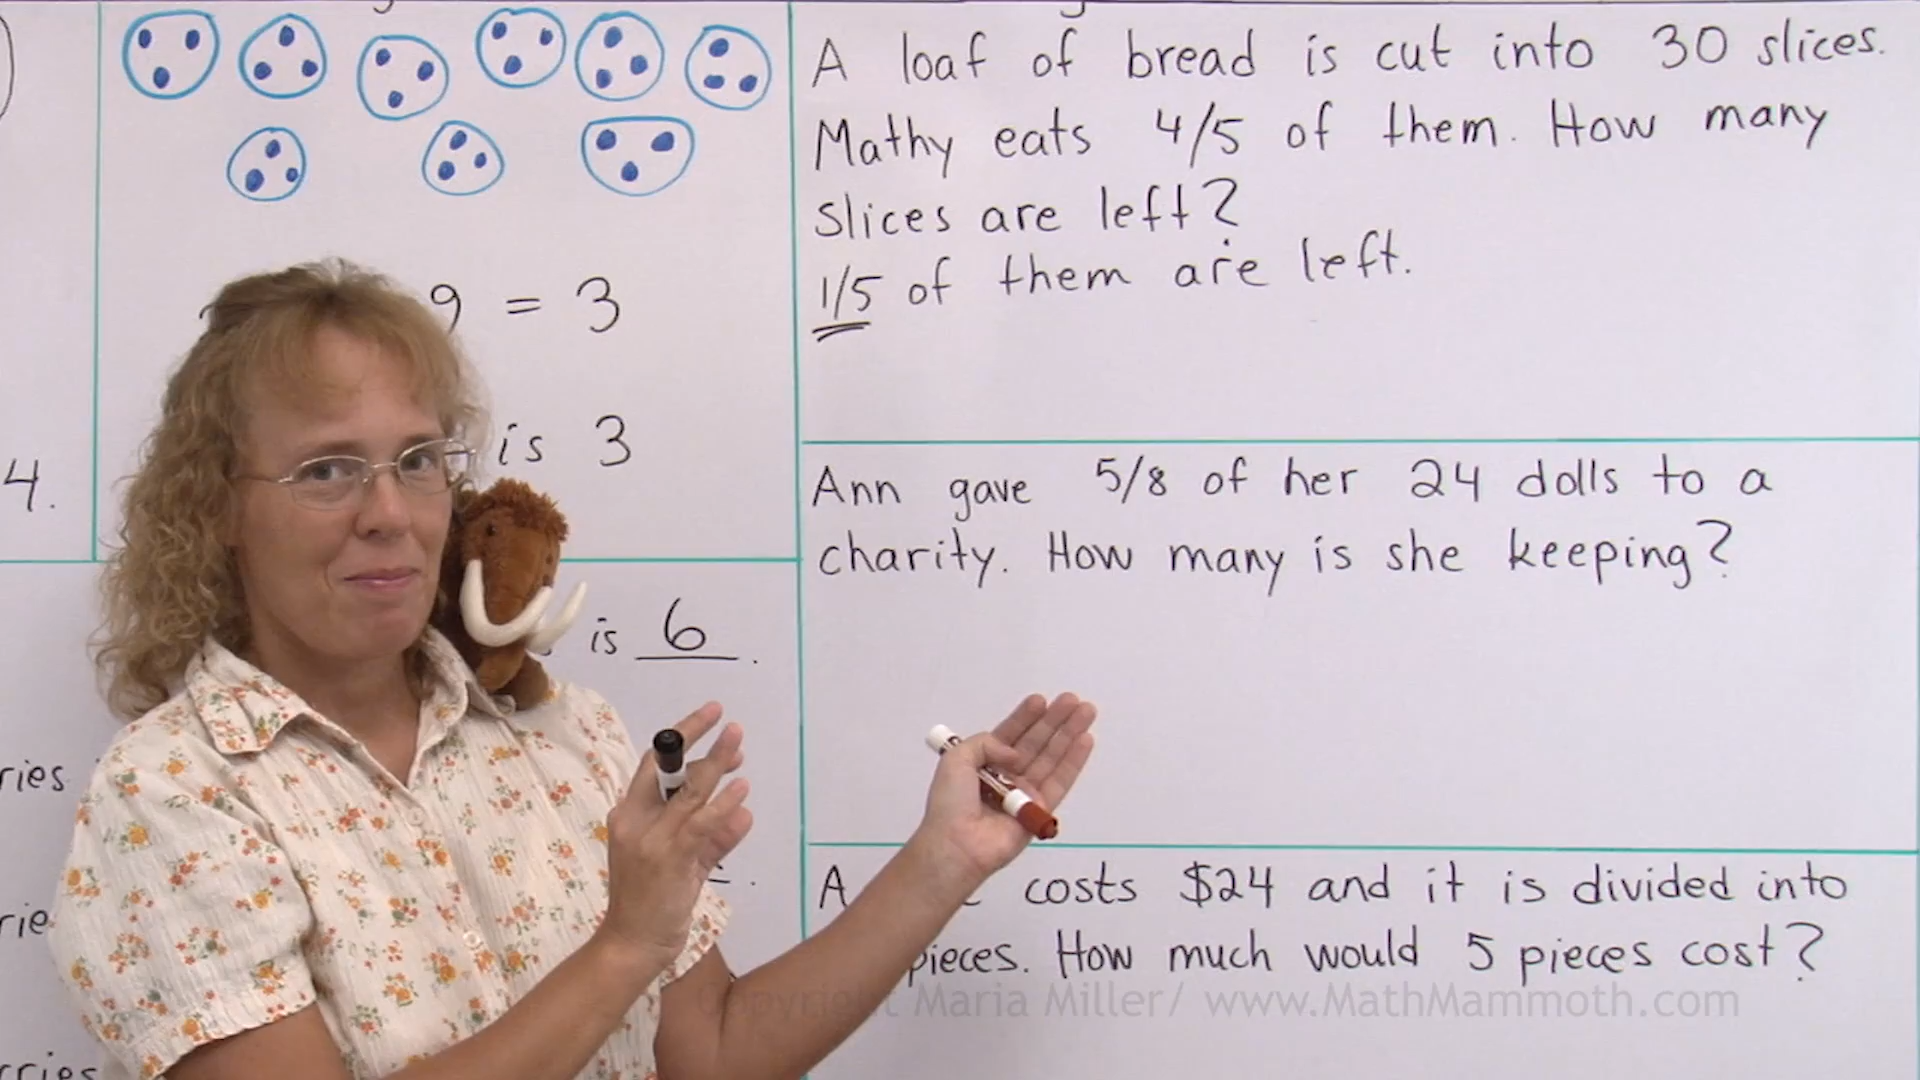 9 = 3
is 3
4.
is 6.
ries
rie
rries
A loaf of bread is cut into 30 slices.
Mathy eats 4/5 of them. How many
slices are left?
1/5 of them are left.
Ann gave 5/8 of her 24 dolls to a
charity. How many is she keeping?
A costs $24 and it is divided into
pieces. How much would 5 pieces cost?
Copyright Maria Miller/ www.MathMammoth.com